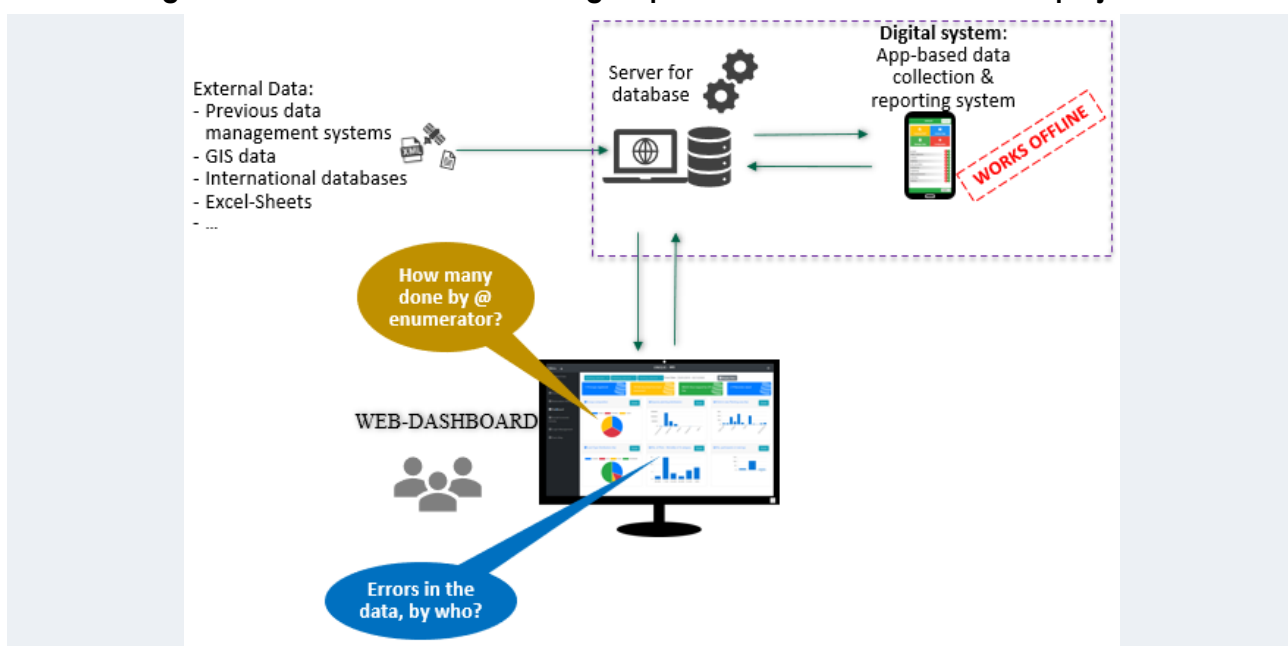 External Data:
- Previous data
management systems
- GIS data
- International databases
- Excel-Sheets
- ...
XML
Server for
database
Digital system:
App-based data
collection &
reporting system
WORKS OFFLINE
How many
done by @
enumerator?
WEB-DASHBOARD
Errors in the
data, by who?